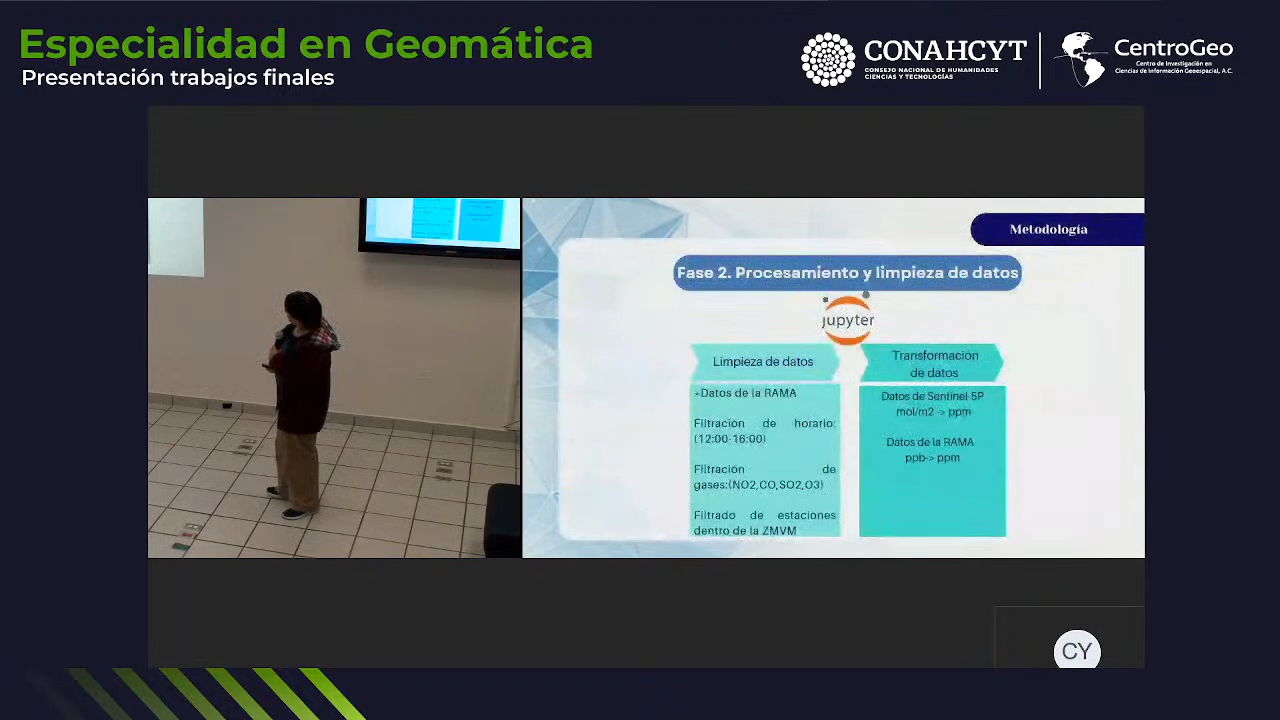 Especialidad en Geomática
Presentación trabajos finales
CONAHCYT
CONSEJO NACIONAL DE HUMANIDADES
CIENCIAS Y TECNOLOGÍAS
CentroGeo
Centro de Investigación en
Ciencias de Información Geoespacial, A.C.
Metodología
Fase 2. Procesamiento y limpieza de datos
jupyter
Limpieza de datos
-Datos de la RAMA
Filtración de horario:
(12:00-16:00)
Filtración de
gases:(NO2,CO,SO2,O3)
Filtrado de estaciones
dentro de la ZMVM
Transformación
de datos
Datos de Sentinel-5P
mol/m2 -> ppm
Datos de la RAMA
ppb-> ppm
CY